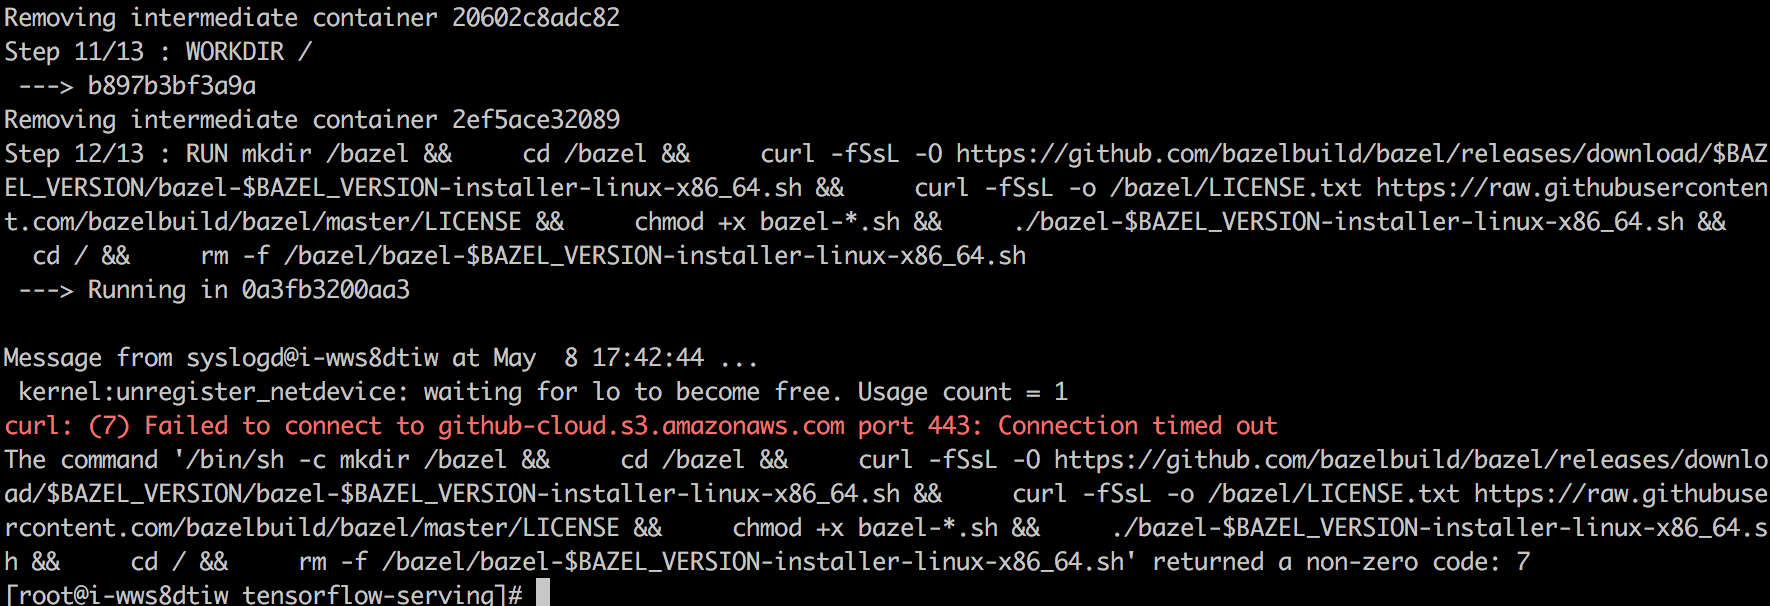 Removing intermediate container 20602c8adc82
Step 11/13 : WORKDIR /
 ---> b897b3bf3a9a
Removing intermediate container 2ef5ace32089
Step 12/13 : RUN mkdir /bazel &&     cd /bazel &&     curl -fSsL -O https://github.com/bazelbuild/bazel/releases/download/$BAZ
EL_VERSION/bazel-$BAZEL_VERSION-installer-linux-x86_64.sh &&     curl -fSsL -o /bazel/LICENSE.txt https://raw.githubuserconten
t.com/bazelbuild/bazel/master/LICENSE &&     chmod +x bazel-*.sh &&     ./bazel-$BAZEL_VERSION-installer-linux-x86_64.sh &&
  cd / &&     rm -f /bazel/bazel-$BAZEL_VERSION-installer-linux-x86_64.sh
 ---> Running in 0a3fb3200aa3

Message from syslogd@i-wws8dtiw at May  8 17:42:44 ...
 kernel:unregister_netdevice: waiting for lo to become free. Usage count = 1
curl: (7) Failed to connect to github-cloud.s3.amazonaws.com port 443: Connection timed out
The command '/bin/sh -c mkdir /bazel &&     cd /bazel &&     curl -fSsL -O https://github.com/bazelbuild/bazel/releases/downlo
ad/$BAZEL_VERSION/bazel-$BAZEL_VERSION-installer-linux-x86_64.sh &&     curl -fSsL -o /bazel/LICENSE.txt https://raw.githubuse
rcontent.com/bazelbuild/bazel/master/LICENSE &&     chmod +x bazel-*.sh &&     ./bazel-$BAZEL_VERSION-installer-linux-x86_64.s
h &&     cd / &&     rm -f /bazel/bazel-$BAZEL_VERSION-installer-linux-x86_64.sh' returned a non-zero code: 7
[root@i-wws8dtiw tensorflow-serving]#